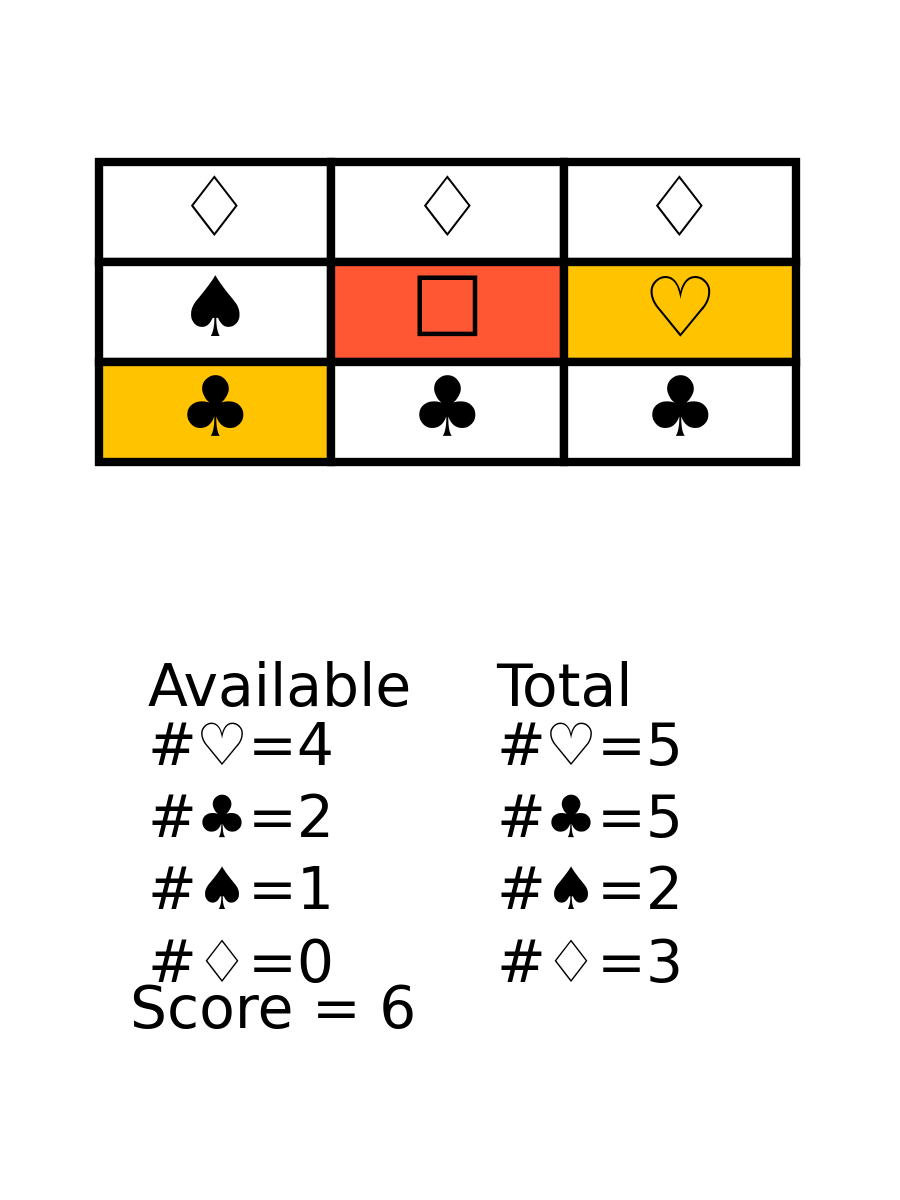 ♢ ♢ ♢
♠ □ ♡
♣ ♣ ♣
Available Total
#♡=4 #♡=5
#♣=2 #♣=5
#♠=1 #♠=2
#♢=0 #♢=3
Score = 6